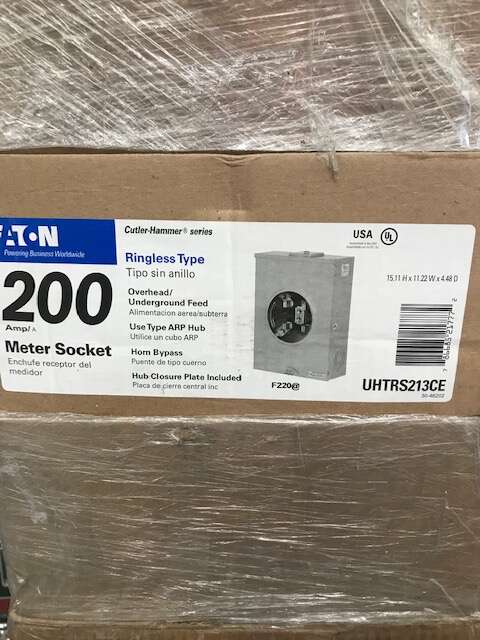 EATON
Powering Business Worldwide
200
Amp/A
Meter Socket
Enchufe receptor del
medidor
Cutler-Hammer® series
Ringless Type
Tipo sin anillo
Overhead/
Underground Feed
Alimentacion aerea/subterra
Use Type ARP Hub
Utilice un cubo ARP
Horn Bypass
Puente de tipo cuerno
Hub Closure Plate Included
Placa de cierre central inc
F220@
USA
UL
15.11 H x 11.22 W x 4.48 D
UHTRS213CE